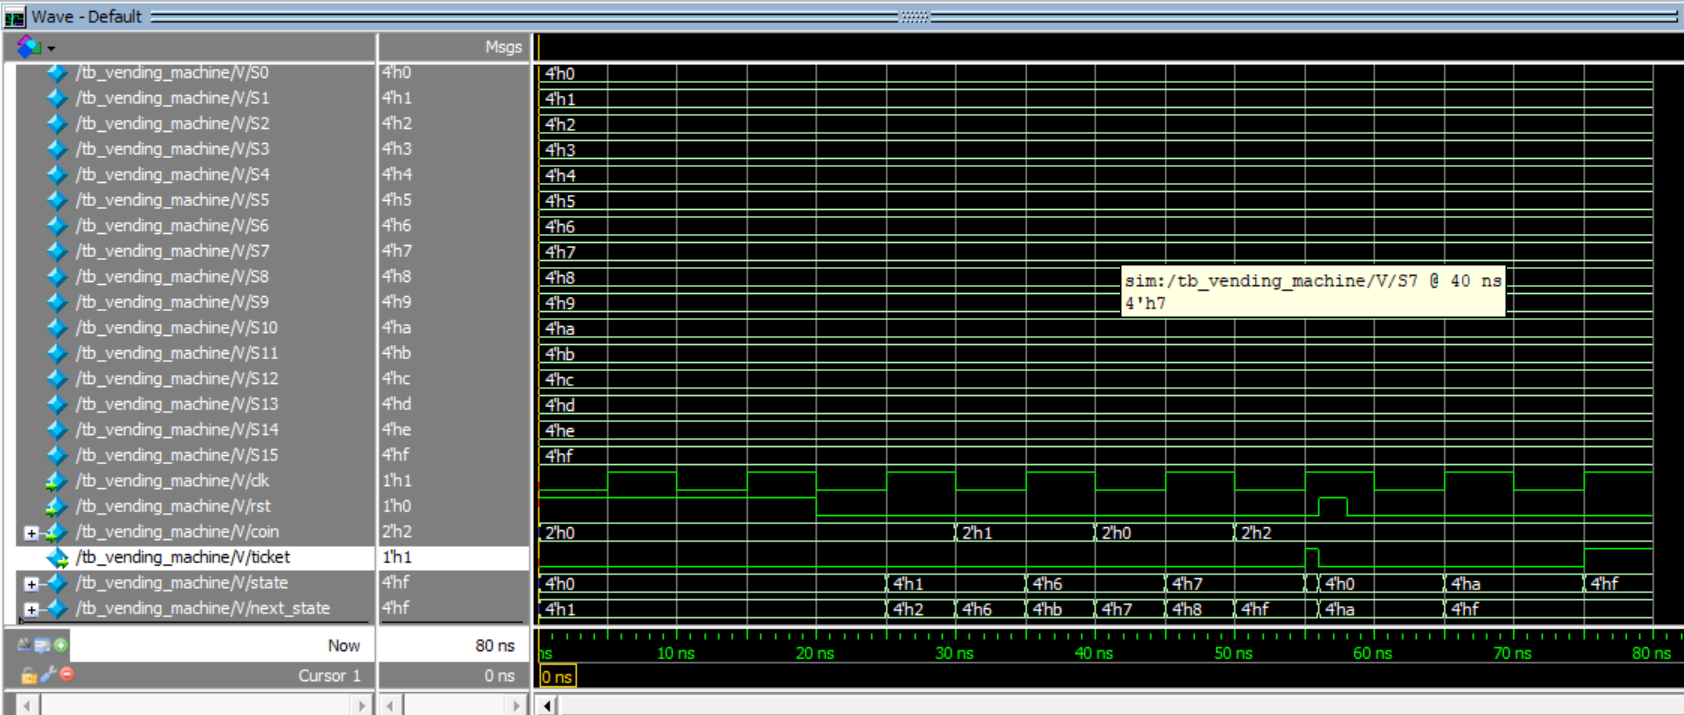 Wave - Default
Msgs
/tb_vending_machine/V/S0 4'h0 4'h0
/tb_vending_machine/V/S1 4'h1 4'h1
/tb_vending_machine/V/S2 4'h2 4'h2
/tb_vending_machine/V/S3 4'h3 4'h3
/tb_vending_machine/V/S4 4'h4 4'h4
/tb_vending_machine/V/S5 4'h5 4'h5
/tb_vending_machine/V/S6 4'h6 4'h6
/tb_vending_machine/V/S7 4'h7 4'h7
/tb_vending_machine/V/S8 4'h8 4'h8
sim:/tb_vending_machine/V/S7 @ 40 ns
4'h7
/tb_vending_machine/V/S9 4'h9 4'h9
/tb_vending_machine/V/S10 4'ha 4'ha
/tb_vending_machine/V/S11 4'hb 4'hb
/tb_vending_machine/V/S12 4'hc 4'hc
/tb_vending_machine/V/S13 4'hd 4'hd
/tb_vending_machine/V/S14 4'he 4'he
/tb_vending_machine/V/S15 4'hf 4'hf
/tb_vending_machine/V/clk 1'h1
/tb_vending_machine/V/rst 1'h0
/tb_vending_machine/V/coin 2'h2 2'h0 2'h1 2'h0 2'h2
/tb_vending_machine/V/ticket 1'h1
/tb_vending_machine/V/state 4'hf 4'h0 4'h1 4'h6 4'h7 4'h0 4'ha 4'hf
/tb_vending_machine/V/next_state 4'hf 4'h1 4'h2 4'h6 4'hb 4'h7 4'h8 4'hf 4'ha 4'hf
Now 80 ns ns 10 ns 20 ns 30 ns 40 ns 50 ns 60 ns 70 ns 80 ns
Cursor 1 0 ns 0 ns